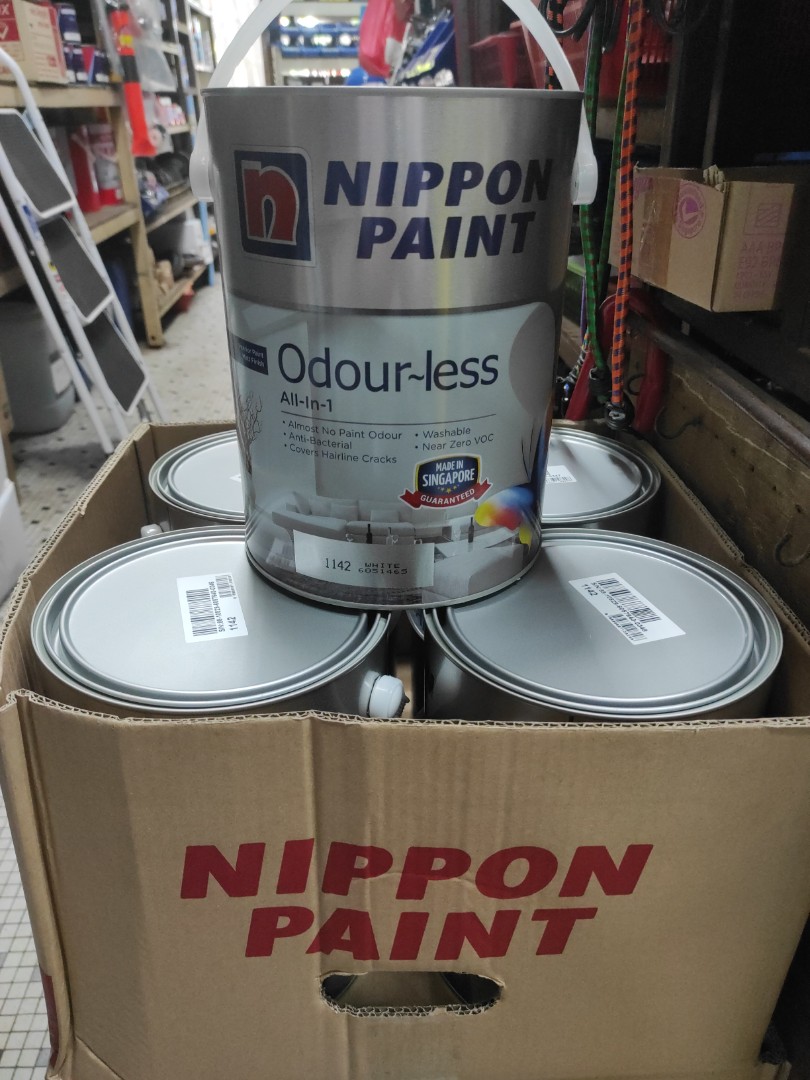 n
NIPPON
PAINT
Odour~less
All-In-1
• Almost No Paint Odour
• Anti-Bacterial
• Covers Hairline Cracks
• Washable
• Near Zero VOC
MADE IN
SINGAPORE
GUARANTEED
1142 WHITE
6051465
1142
1142
NIPPON
PAINT